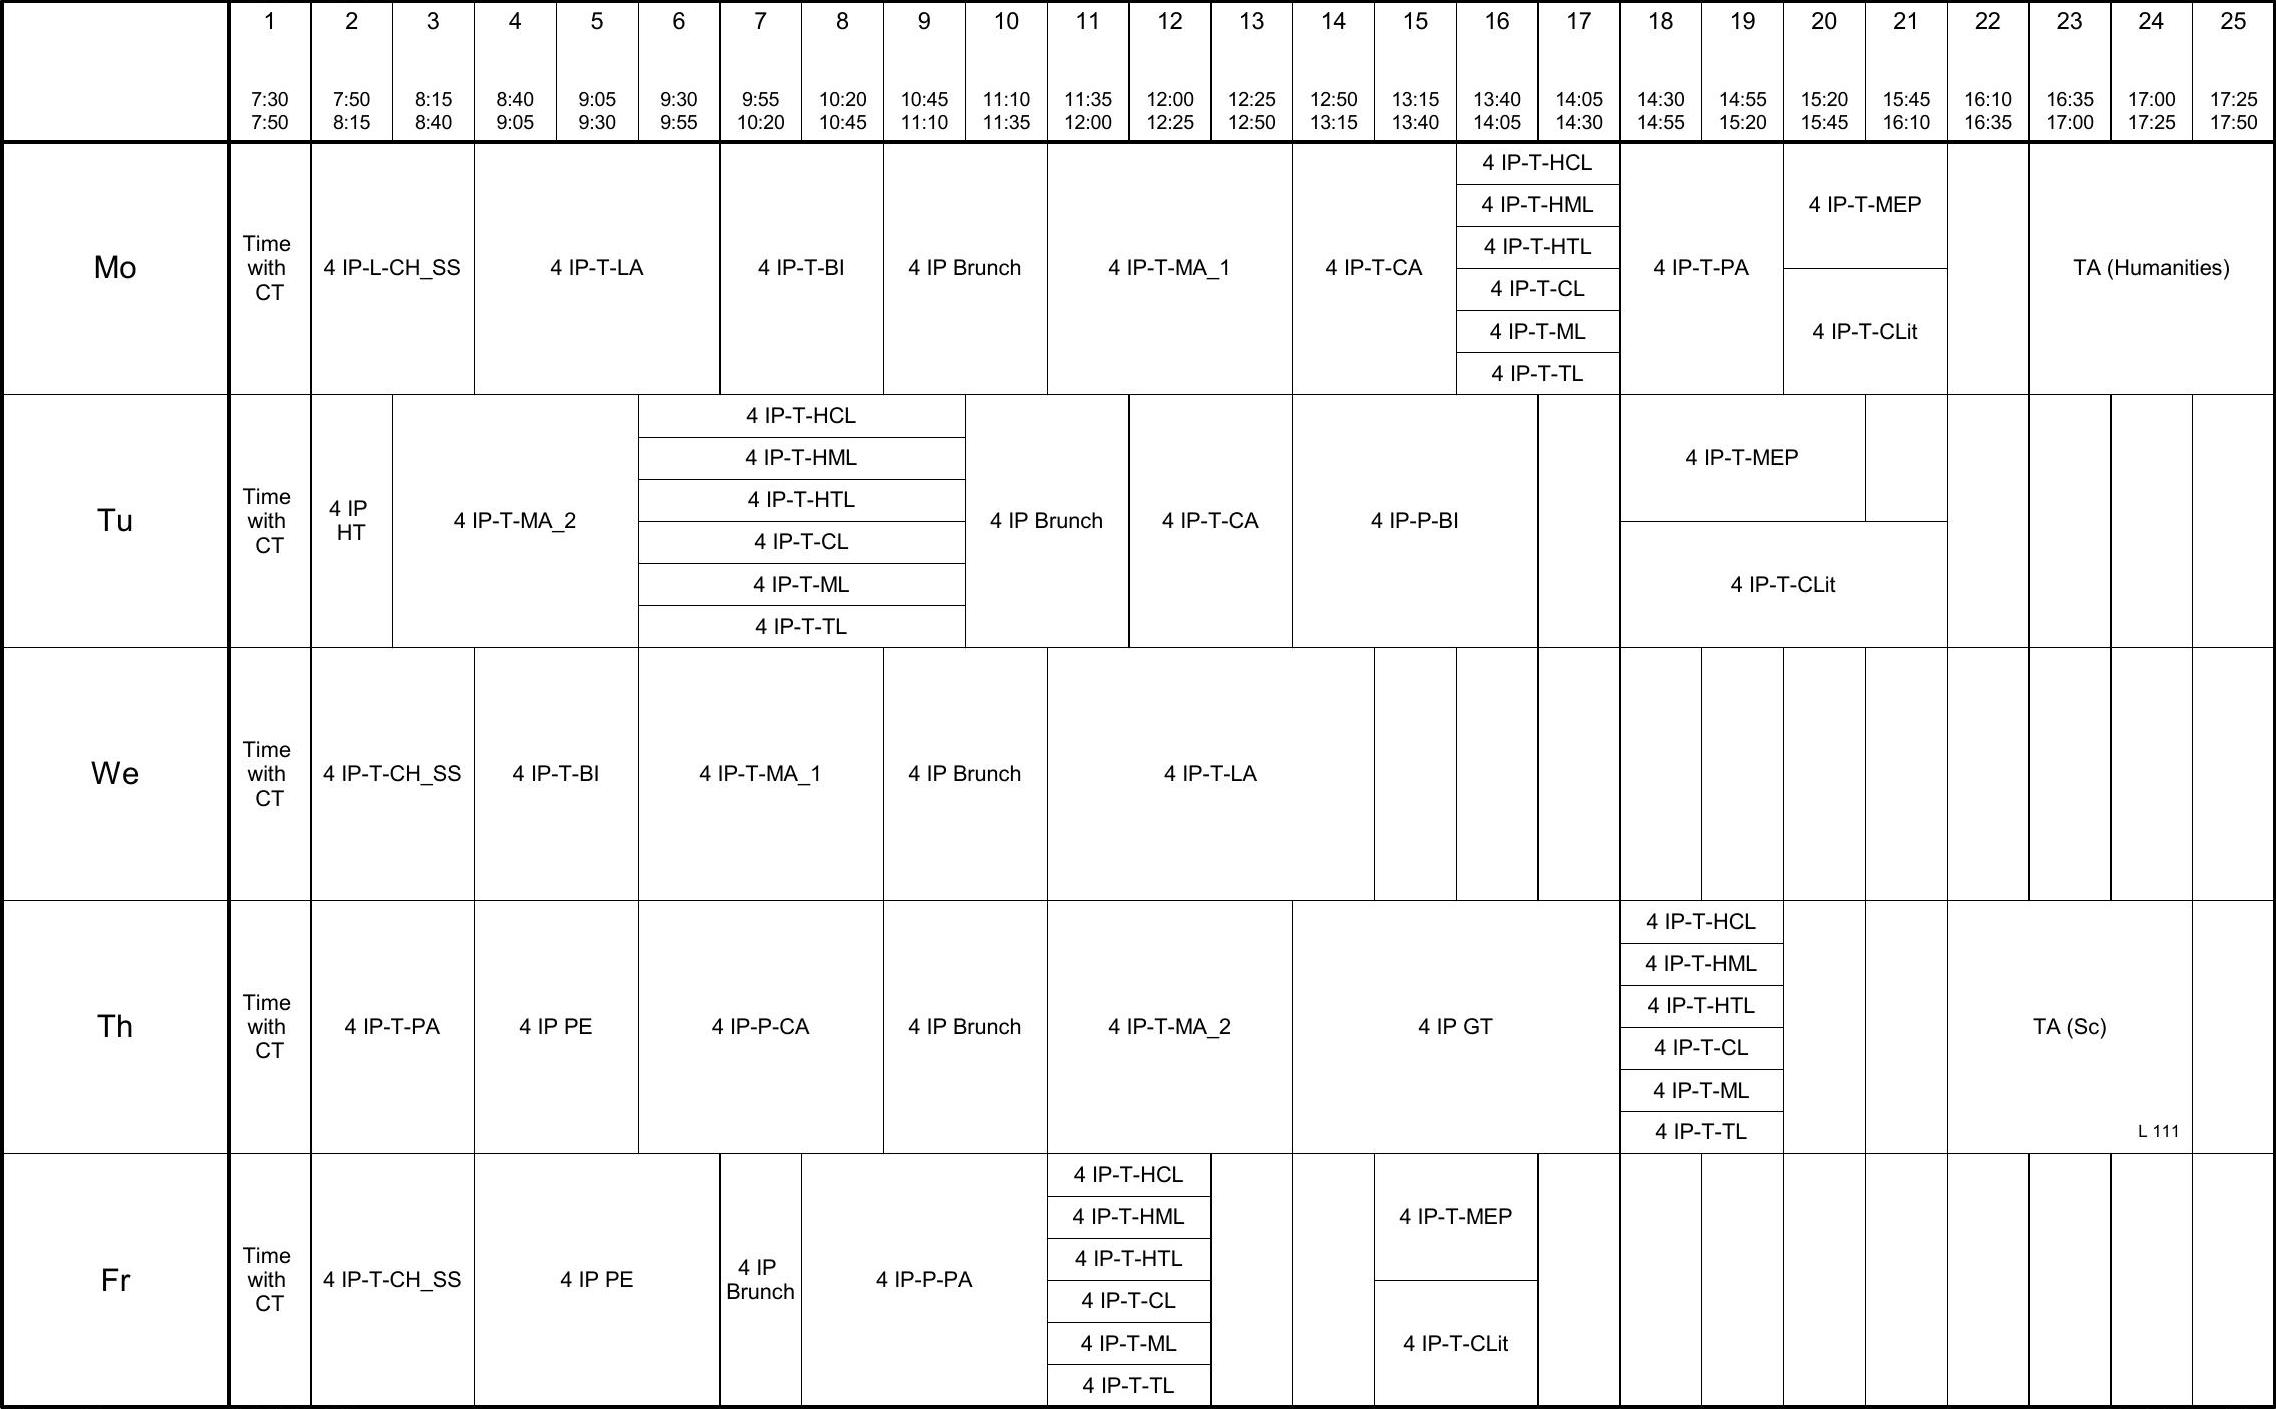 1 2 3 4 5 6 7 8 9 10 11 12 13 14 15 16 17 18 19 20 21 22 23 24 25
7:30 7:50 8:15 8:40 9:05 9:30 9:55 10:20 10:45 11:10 11:35 12:00 12:25 12:50 13:15 13:40 14:05 14:30 14:55 15:20 15:45 16:10 16:35 17:00 17:25
7:50 8:15 8:40 9:05 9:30 9:55 10:20 10:45 11:10 11:35 12:00 12:25 12:50 13:15 13:40 14:05 14:30 14:55 15:20 15:45 16:10 16:35 17:00 17:25 17:50
Mo
Time
with
CT
4 IP-L-CH_SS
4 IP-T-LA
4 IP-T-BI
4 IP Brunch
4 IP-T-MA_1
4 IP-T-CA
4 IP-T-HCL
4 IP-T-HML
4 IP-T-HTL
4 IP-T-CL
4 IP-T-ML
4 IP-T-TL
4 IP-T-PA
4 IP-T-MEP
4 IP-T-CLit
TA (Humanities)
Tu
Time
with
CT
4 IP
HT
4 IP-T-MA_2
4 IP-T-HCL
4 IP-T-HML
4 IP-T-HTL
4 IP-T-CL
4 IP-T-ML
4 IP-T-TL
4 IP Brunch
4 IP-T-CA
4 IP-P-BI
4 IP-T-MEP
4 IP-T-CLit
We
Time
with
CT
4 IP-T-CH_SS
4 IP-T-BI
4 IP-T-MA_1
4 IP Brunch
4 IP-T-LA
Th
Time
with
CT
4 IP-T-PA
4 IP PE
4 IP-P-CA
4 IP Brunch
4 IP-T-MA_2
4 IP GT
4 IP-T-HCL
4 IP-T-HML
4 IP-T-HTL
4 IP-T-CL
4 IP-T-ML
4 IP-T-TL
TA (Sc)
L 111
Fr
Time
with
CT
4 IP-T-CH_SS
4 IP PE
4 IP
Brunch
4 IP-P-PA
4 IP-T-HCL
4 IP-T-HML
4 IP-T-HTL
4 IP-T-CL
4 IP-T-ML
4 IP-T-TL
4 IP-T-MEP
4 IP-T-CLit